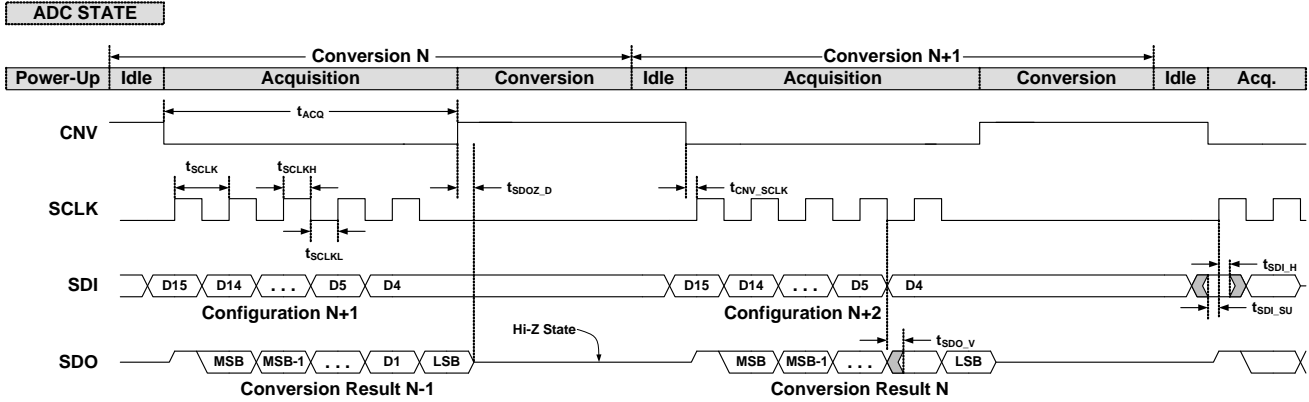 ADC STATE
Conversion N
Conversion N+1
Power-Up Idle Acquisition Conversion Idle Acquisition Conversion Idle Acq.
tACQ
CNV
tSCLK tSCLKH tSDOZ_D tCNV_SCLK
SCLK
tSCLKL
tSDI_H
SDI D15 D14 . . . D5 D4 D15 D14 . . . D5 D4
Configuration N+1 Configuration N+2
tSDI_SU
Hi-Z State
tSDO_V
SDO MSB MSB-1 . . . D1 LSB MSB MSB-1 . . . LSB
Conversion Result N-1 Conversion Result N